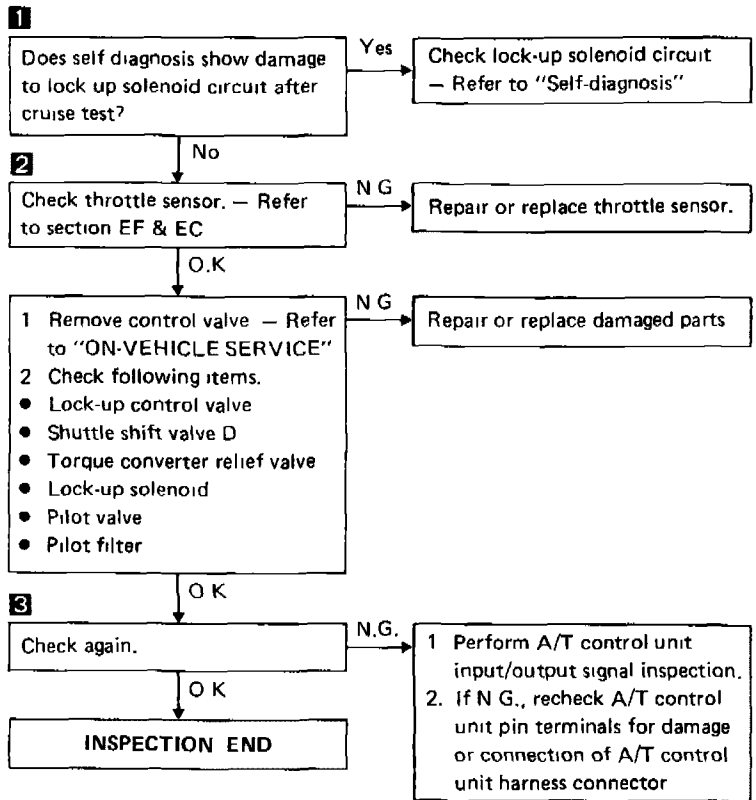 1
Does self diagnosis show damage
to lock up solenoid circuit after
cruise test?
Yes
Check lock-up solenoid circuit
— Refer to "Self-diagnosis"
No
2
Check throttle sensor. — Refer
to section EF & EC
N G
Repair or replace throttle sensor.
O.K
1 Remove control valve — Refer
to "ON-VEHICLE SERVICE"
2 Check following items.
● Lock-up control valve
● Shuttle shift valve D
● Torque converter relief valve
● Lock-up solenoid
● Pilot valve
● Pilot filter
N G
Repair or replace damaged parts
O K
3
Check again.
N.G.
1 Perform A/T control unit
input/output signal inspection.
2. If N G., recheck A/T control
unit pin terminals for damage
or connection of A/T control
unit harness connector
O K
INSPECTION END